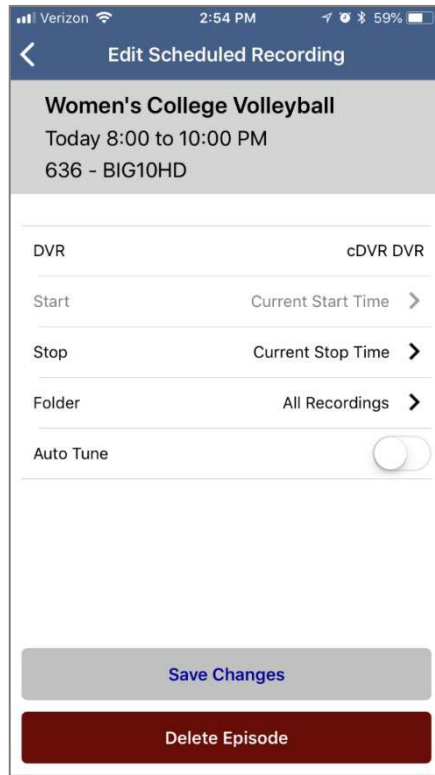 Verizon 2:54 PM 59%
Edit Scheduled Recording
Women's College Volleyball
Today 8:00 to 10:00 PM
636 - BIG10HD
DVR cDVR DVR
Start Current Start Time
Stop Current Stop Time
Folder All Recordings
Auto Tune
Save Changes
Delete Episode